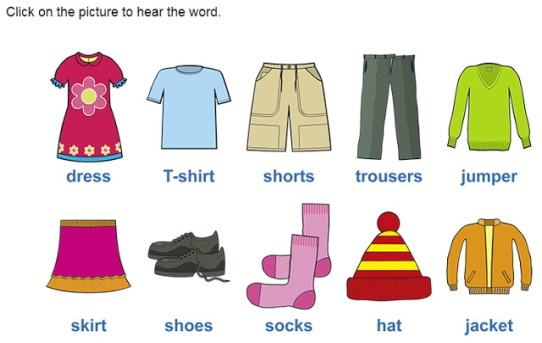 Click on the picture to hear the word.
dress T-shirt shorts trousers jumper
skirt shoes socks hat jacket